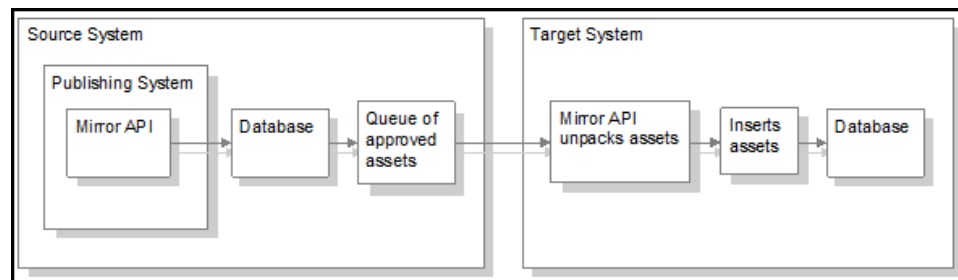 Source System
Publishing System
Mirror API
Database
Queue of
approved
assets
Target System
Mirror API
unpacks assets
Inserts
assets
Database